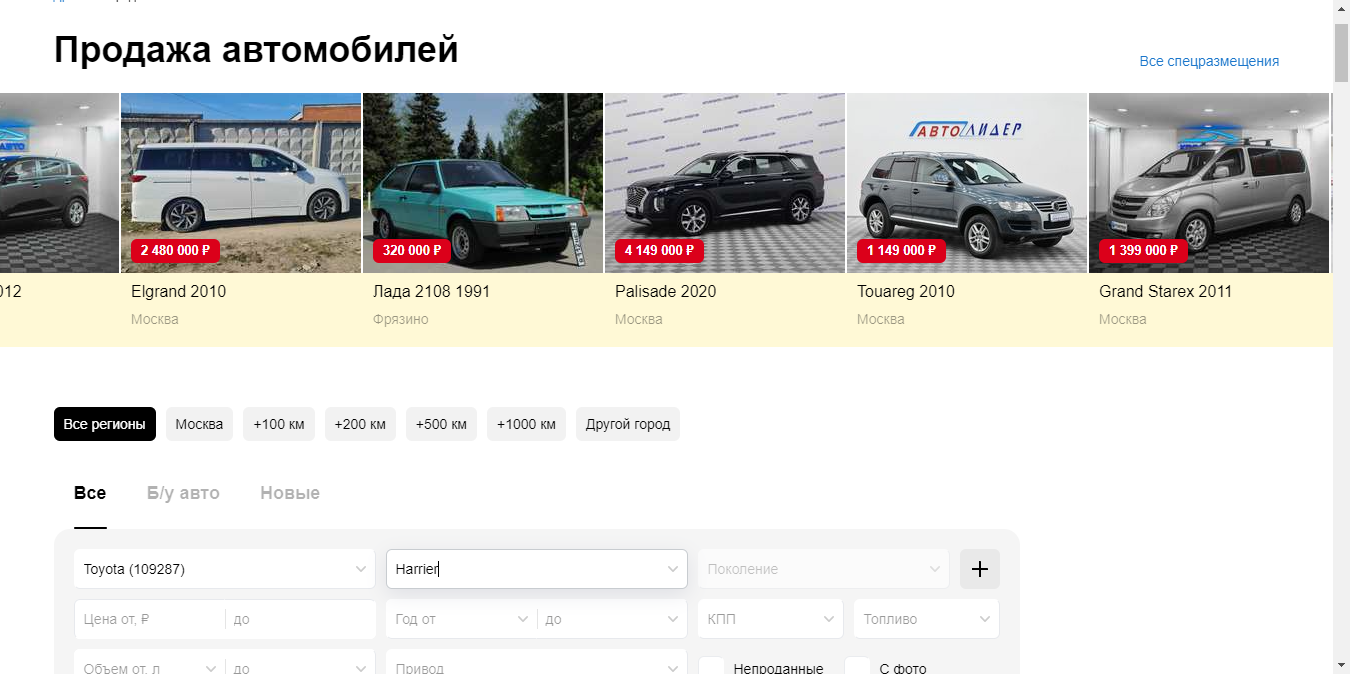 Продажа автомобилей
Все спецразмещения
АВТОЛИДЕР
2 480 000 ₽
320 000 ₽
4 149 000 ₽
1 149 000 ₽
1 399 000 ₽
012
Elgrand 2010
Лада 2108 1991
Palisade 2020
Touareg 2010
Grand Starex 2011
Москва
Фрязино
Москва
Москва
Москва
Все регионы
Москва
+100 км
+200 км
+500 км
+1000 км
Другой город
Все
Б/у авто
Новые
Toyota (109287)
Harrier
Поколение
+
Цена от, ₽
до
Год от
до
КПП
Топливо
Объем от, л
до
Привод
Непроданные
С фото